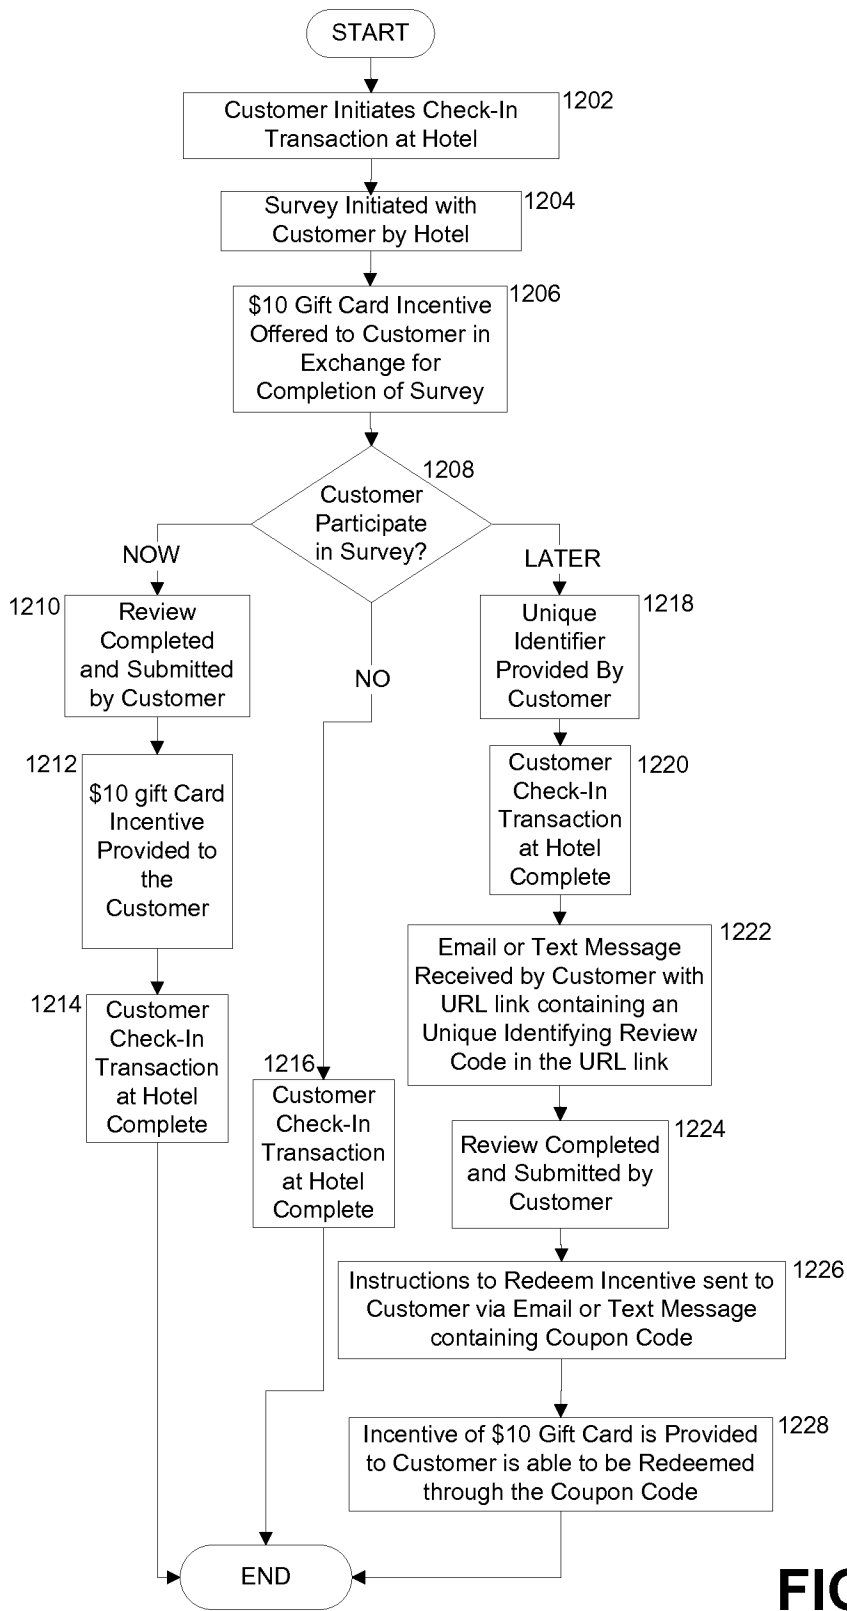 START
1202
Customer Initiates Check-In
Transaction at Hotel
1204
Survey Initiated with
Customer by Hotel
1206
$10 Gift Card Incentive
Offered to Customer in
Exchange for
Completion of Survey
1208
Customer
Participate
in Survey?
NOW
1210
Review
Completed
and Submitted
by Customer
1212
$10 gift Card
Incentive
Provided to
the
Customer
1214
Customer
Check-In
Transaction
at Hotel
Complete
NO
1216
Customer
Check-In
Transaction
at Hotel
Complete
LATER
1218
Unique
Identifier
Provided By
Customer
1220
Customer
Check-In
Transaction
at Hotel
Complete
1222
Email or Text Message
Received by Customer with
URL link containing an
Unique Identifying Review
Code in the URL link
1224
Review Completed
and Submitted by
Customer
1226
Instructions to Redeem Incentive sent to
Customer via Email or Text Message
containing Coupon Code
1228
Incentive of $10 Gift Card is Provided
to Customer is able to be Redeemed
through the Coupon Code
END
FIG